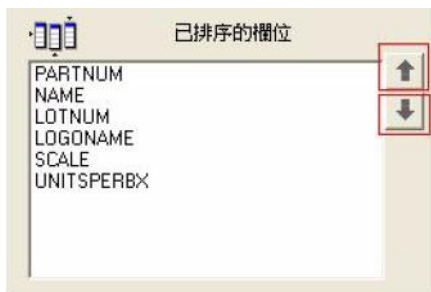 已排序的欄位
PARTNUM
NAME
LOTNUM
LOGONAME
SCALE
UNITSPERBX